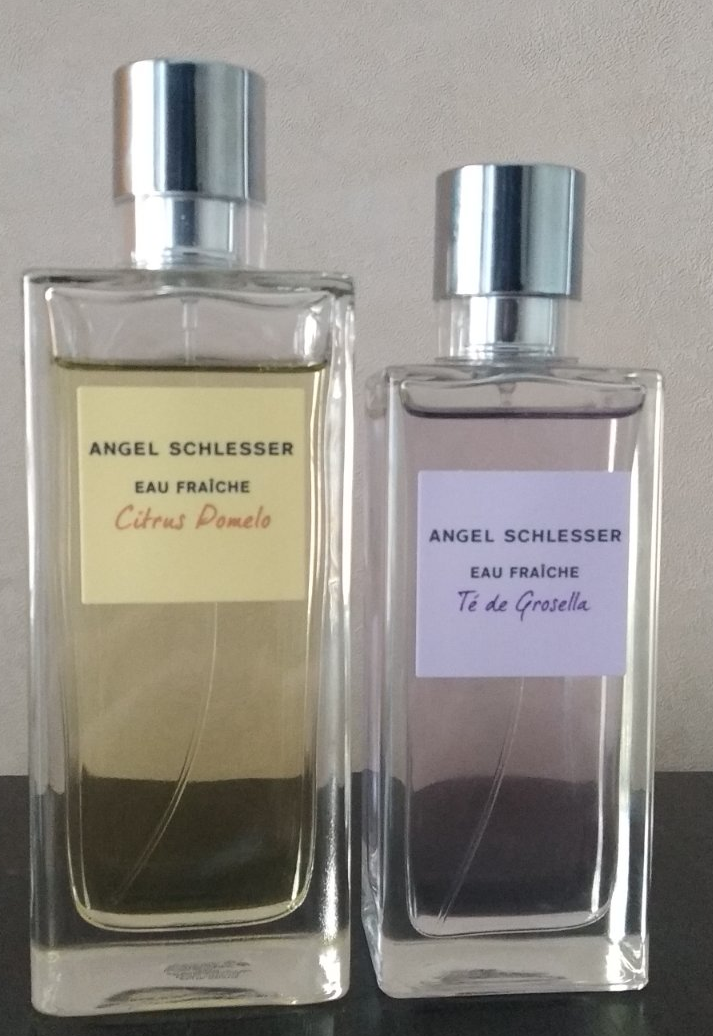 ANGEL SCHLESSER
EAU FRAÎCHE
Citrus Pomelo
ANGEL SCHLESSER
EAU FRAÎCHE
Té de Grosella